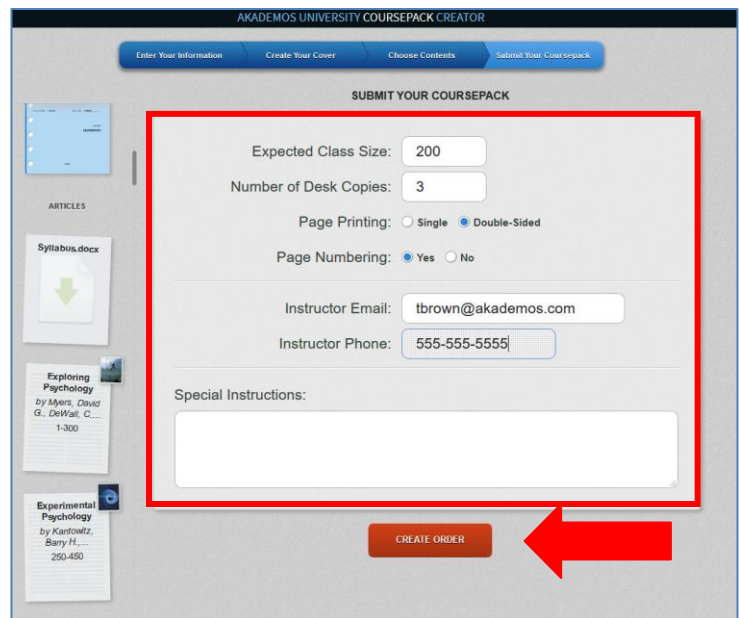 AKADEMOS UNIVERSITY COURSEPACK CREATOR
Enter Your Information Create Your Cover Choose Contents Submit Your Coursepack
SUBMIT YOUR COURSEPACK
Expected Class Size: 200
Number of Desk Copies: 3
Page Printing: Single Double-Sided
Page Numbering: Yes No
Instructor Email: tbrown@akademos.com
Instructor Phone: 555-555-5555
Special Instructions:
CREATE ORDER
ARTICLES
Syllabus.docx
Exploring
Psychology
by Myers, David
G., DeWall, C....
1-300
Experimental
Psychology
by Kantowitz,
Barry H.,...
250-450